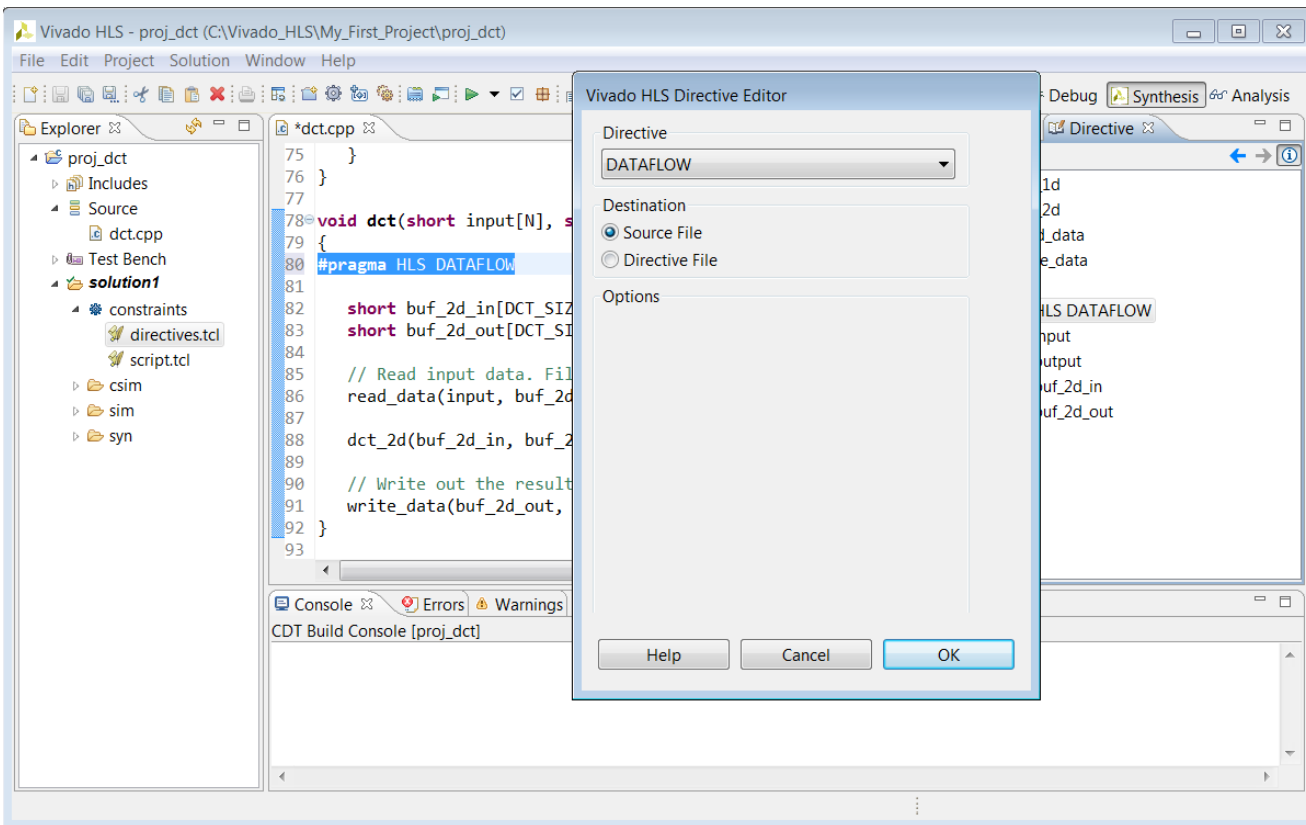 Vivado HLS - proj_dct (C:\Vivado_HLS\My_First_Project\proj_dct)
File Edit Project Solution Window Help
Debug Synthesis Analysis
Explorer
proj_dct
Includes
Source
dct.cpp
Test Bench
solution1
constraints
directives.tcl
script.tcl
csim
sim
syn
*dct.cpp
75 }
76 }
77
78 void dct(short input[N], s
79 {
80 #pragma HLS DATAFLOW
81
82 short buf_2d_in[DCT_SIZ
83 short buf_2d_out[DCT_SI
84
85 // Read input data. Fil
86 read_data(input, buf_2d
87
88 dct_2d(buf_2d_in, buf_2
89
90 // Write out the result
91 write_data(buf_2d_out,
92 }
93
Vivado HLS Directive Editor
Directive
DATAFLOW
Destination
Source File
Directive File
Options
Help Cancel OK
Directive
_1d
_2d
d_data
e_data
HLS DATAFLOW
nput
utput
uf_2d_in
uf_2d_out
Console Errors Warnings
CDT Build Console [proj_dct]